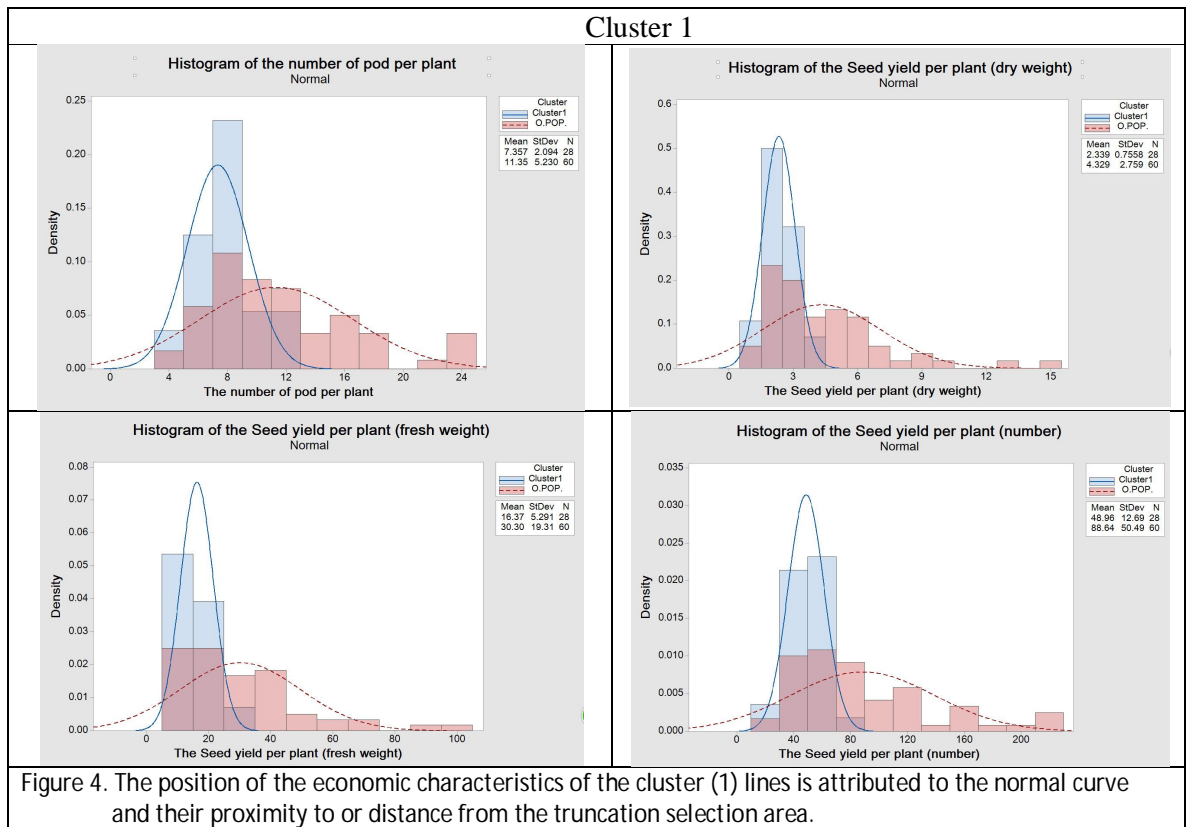 Cluster 1
Histogram of the number of pod per plant
Normal
0.25
0.20
0.15
0.10
0.05
0.00
Density
0 4 8 12 16 20 24
The number of pod per plant
Cluster
Cluster1
O.POP.
Mean StDev N
7.357 2.094 28
11.35 5.230 60
Histogram of the Seed yield per plant (dry weight)
Normal
0.6
0.5
0.4
0.3
0.2
0.1
0.0
Density
0 3 6 9 12 15
The Seed yield per plant (dry weight)
Cluster
Cluster1
O.POP.
Mean StDev N
2.339 0.7558 28
4.329 2.759 60
Histogram of the Seed yield per plant (fresh weight)
Normal
0.08
0.07
0.06
0.05
0.04
0.03
0.02
0.01
0.00
Density
0 20 40 60 80 100
The Seed yield per plant (fresh weight)
Cluster
Cluster1
O.POP.
Mean StDev N
16.37 5.291 28
30.30 19.31 60
Histogram of the Seed yield per plant (number)
Normal
0.035
0.030
0.025
0.020
0.015
0.010
0.005
0.000
Density
0 40 80 120 160 200
The Seed yield per plant (number)
Cluster
Cluster1
O.POP.
Mean StDev N
48.96 12.69 28
88.64 50.49 60
Figure 4. The position of the economic characteristics of the cluster (1) lines is attributed to the normal curve
and their proximity to or distance from the truncation selection area.